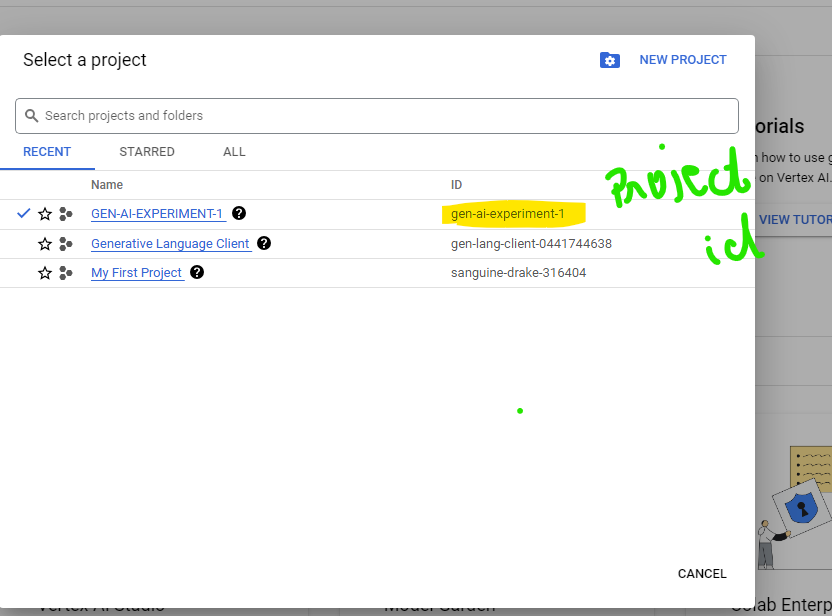 Select a project
NEW PROJECT
Search projects and folders
RECENT STARRED ALL
Name ID
GEN-AI-EXPERIMENT-1 gen-ai-experiment-1
Generative Language Client gen-lang-client-0441744638
My First Project sanguine-drake-316404
Project
id
orials
n how to use g
on Vertex AI.
VIEW TUTOR
CANCEL
Vertex AI Studio
Model Garden
Colab Enterp